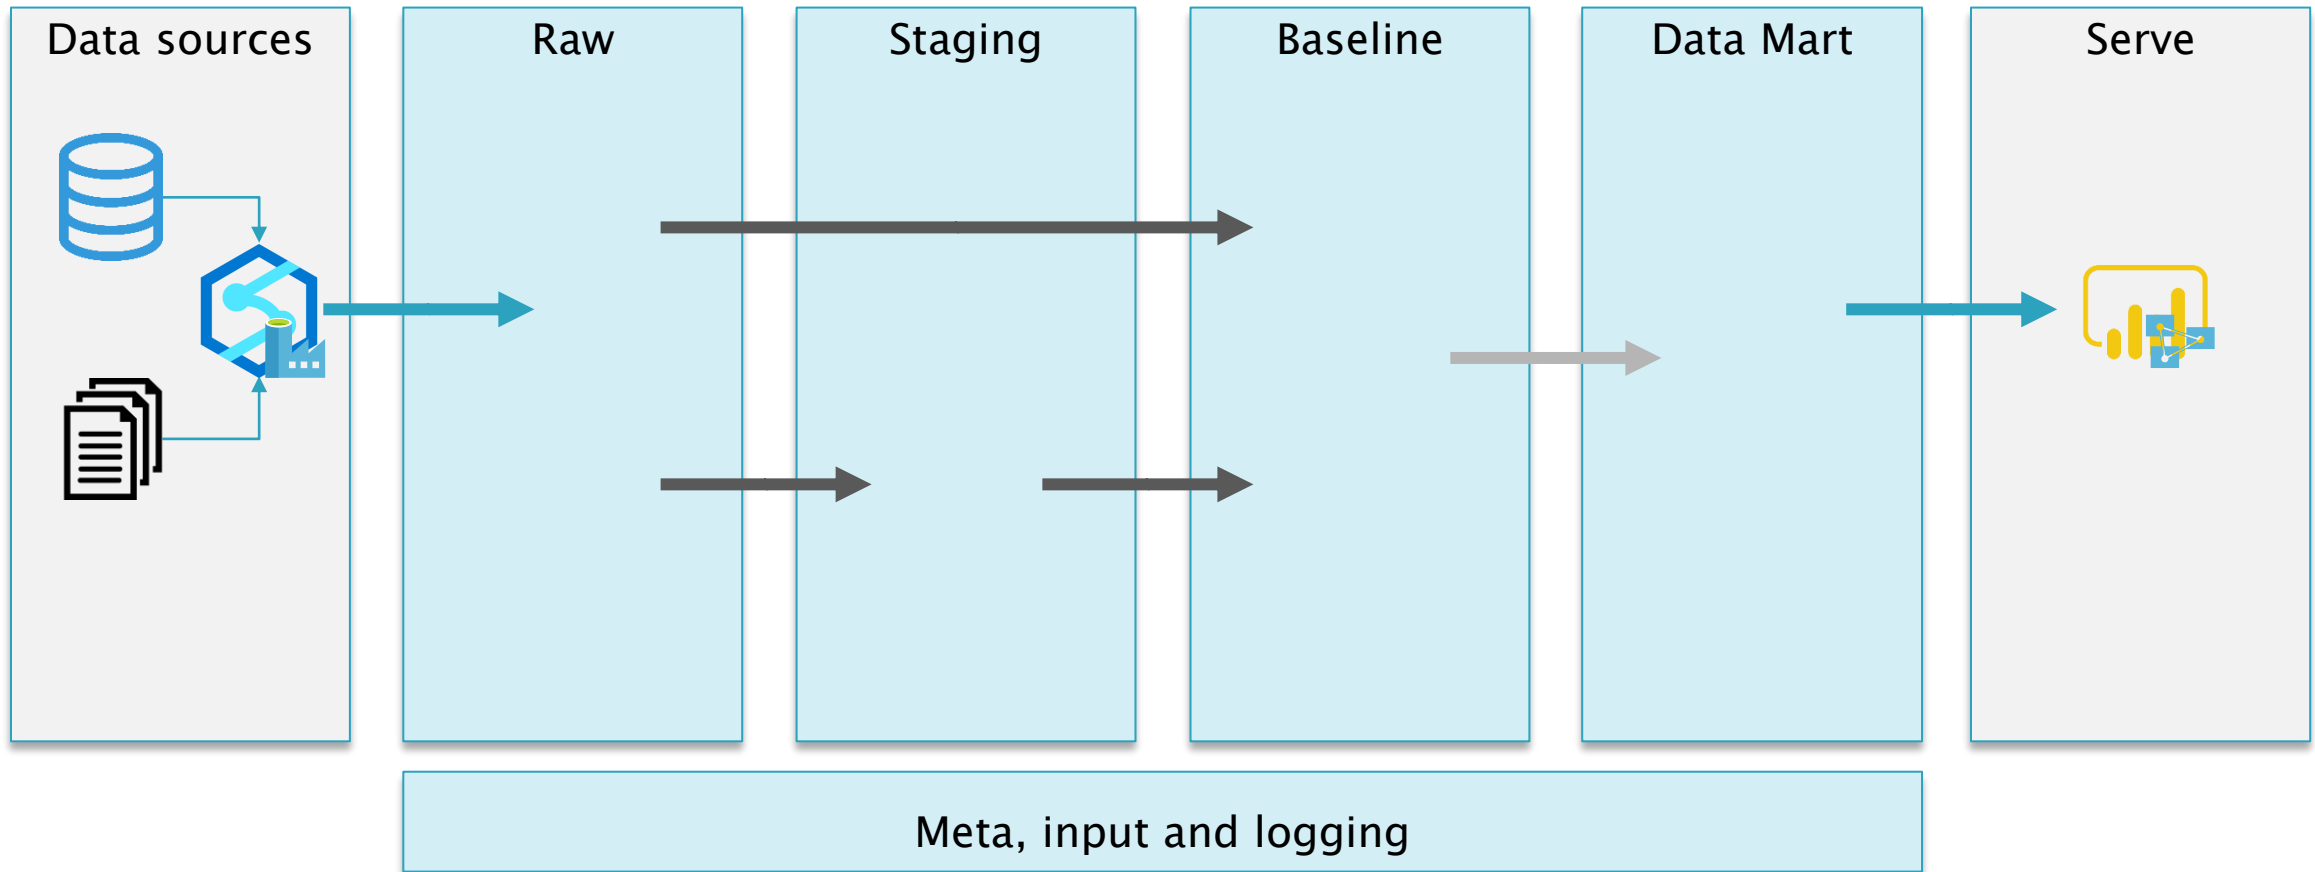 Data sources
Raw
Staging
Baseline
Data Mart
Serve
Meta, input and logging